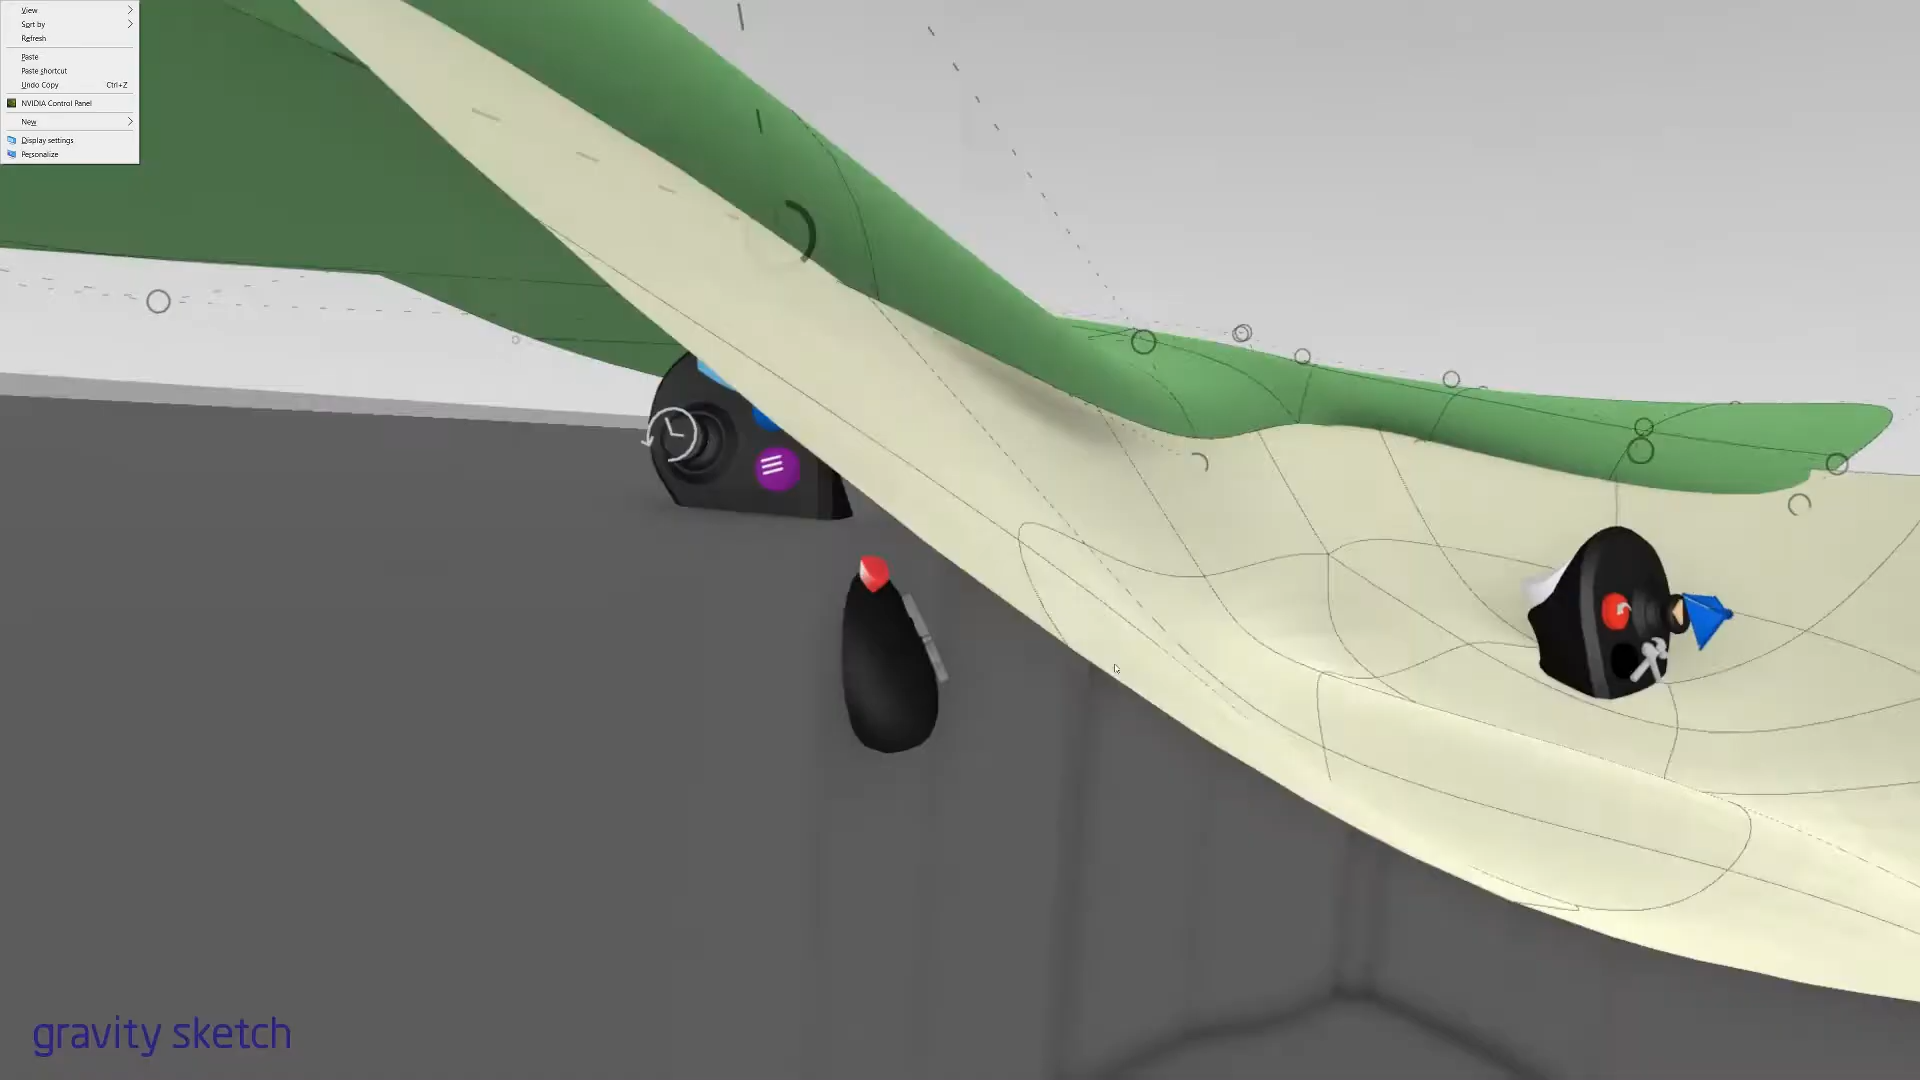 View
Sort by
Refresh
Paste
Paste shortcut
Undo Copy Ctrl+Z
NVIDIA Control Panel
New
Display settings
Personalize
gravity sketch